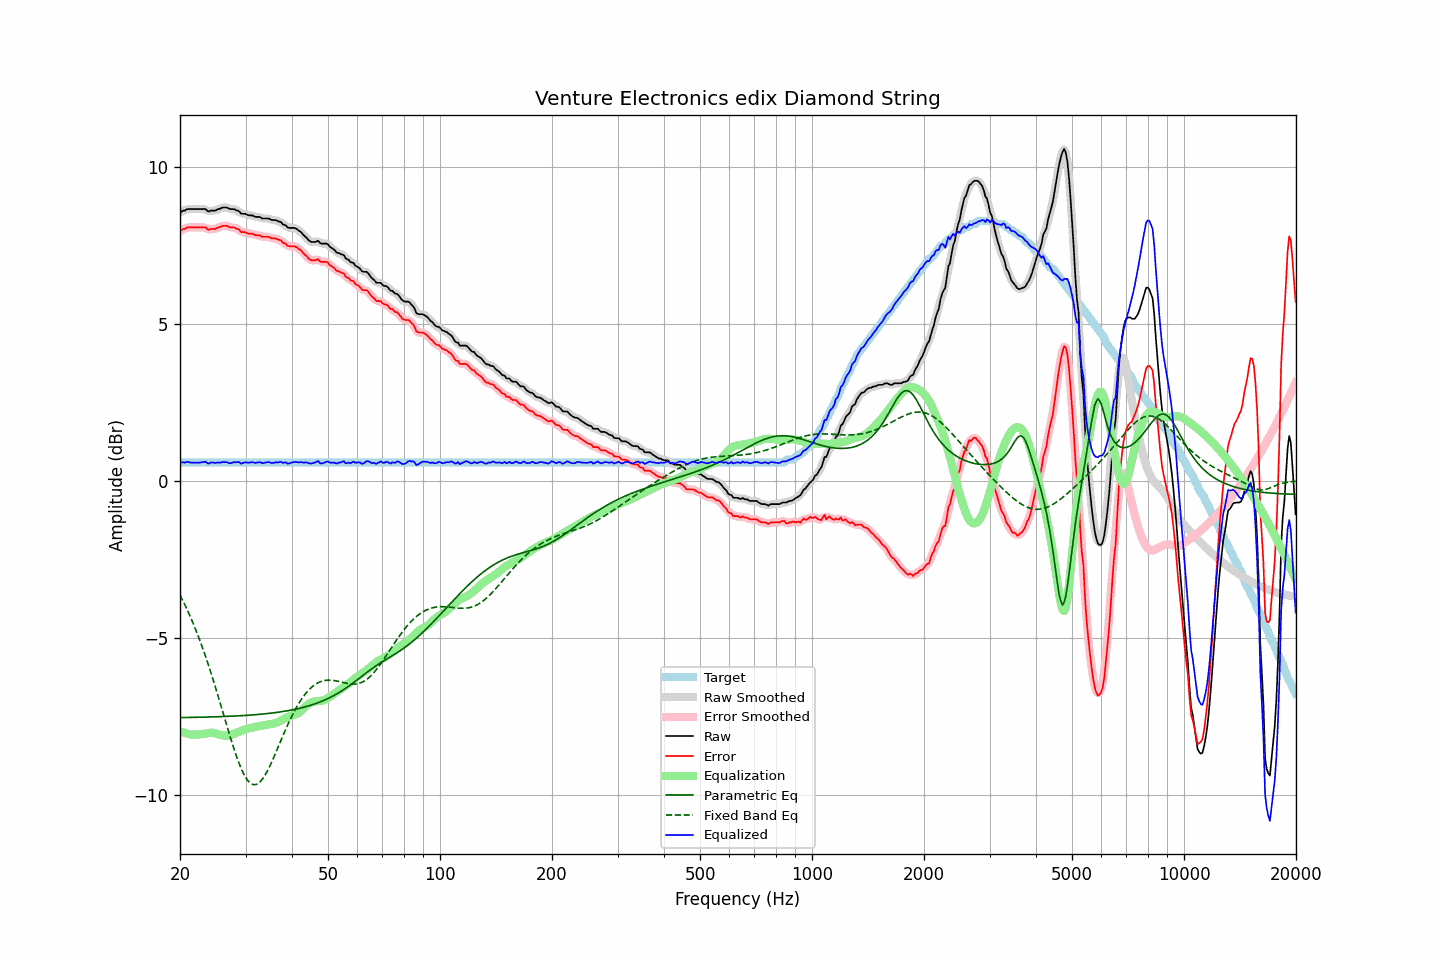 Venture Electronics edix Diamond String
Amplitude (dBr)
10
5
0
−5
−10
Target
Raw Smoothed
Error Smoothed
Raw
Error
Equalization
Parametric Eq
Fixed Band Eq
Equalized
20 50 100 200 500 1000 2000 5000 10000 20000
Frequency (Hz)